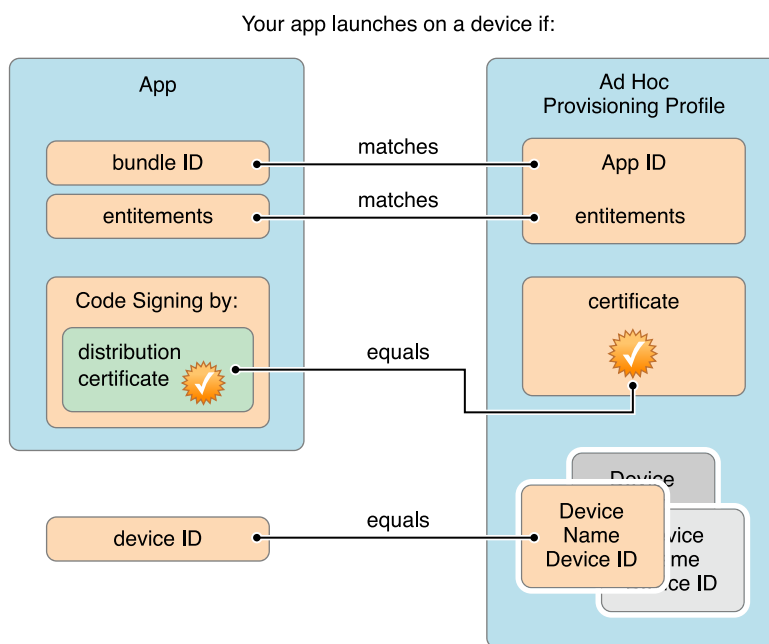 Your app launches on a device if:
App
Ad Hoc
Provisioning Profile
bundle ID
matches
App ID
entitements
matches
entitements
Code Signing by:
distribution
certificate
equals
certificate
device ID
equals
Device
Device
Name
Device ID
ID